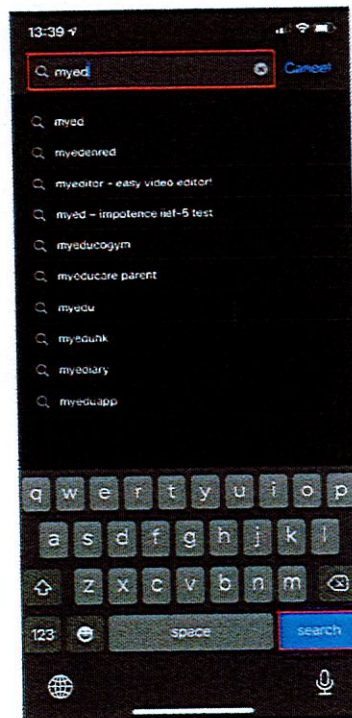 13:39
myed
Cancel
myed
myedenred
myeditor - easy video editor!
myed - impotence iief-5 test
myeducogym
myeducare parent
myedu
myeduhk
myediary
myeduapp
q w e r t y u i o p
a s d f g h j k l
z x c v b n m
123 space search